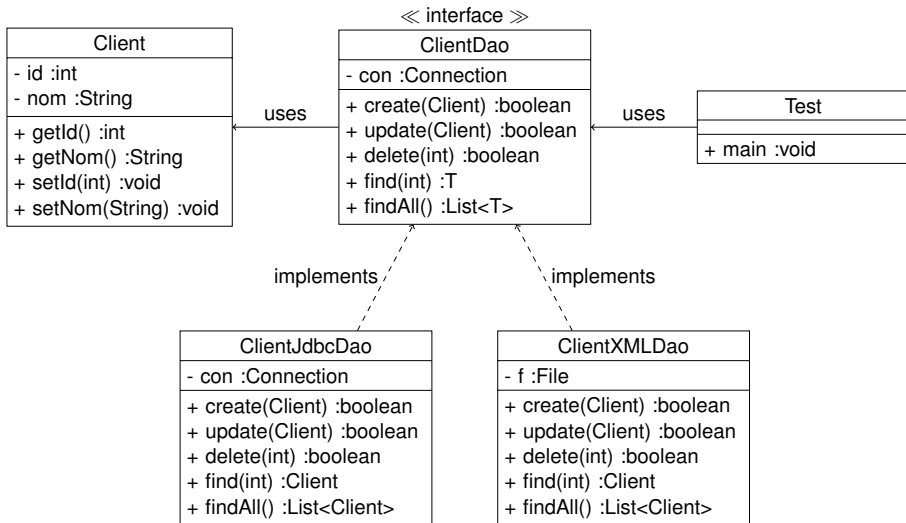 ≪ interface ≫
Client
- id :int
- nom :String
+ getId() :int
+ getNom() :String
+ setId(int) :void
+ setNom(String) :void
uses
ClientDao
- con :Connection
+ create(Client) :boolean
+ update(Client) :boolean
+ delete(int) :boolean
+ find(int) :T
+ findAll() :List<T>
uses
Test
+ main :void
implements
implements
ClientJdbcDao
- con :Connection
+ create(Client) :boolean
+ update(Client) :boolean
+ delete(int) :boolean
+ find(int) :Client
+ findAll() :List<Client>
ClientXMLDao
- f :File
+ create(Client) :boolean
+ update(Client) :boolean
+ delete(int) :boolean
+ find(int) :Client
+ findAll() :List<Client>